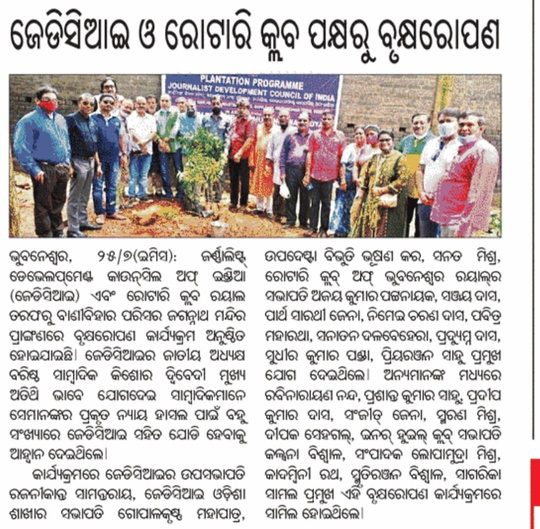 ଜେଡିସିଆଇ ଓ ରୋଟାରି କ୍ଲବ ପକ୍ଷରୁ ବୃକ୍ଷରୋପଣ
PLANTATION PROGRAMME
JOURNALIST DEVELOPMENT COUNCIL OF INDIA
ଭୁବନେଶ୍ୱର, ୨୫/୭(ଇମିସ): ଜର୍ଣ୍ଣାଲିଷ୍ଟ
ଡେଭେଲପ୍‌ମେଣ୍ଟ କାଉନ୍‌ସିଲ ଅଫ୍ ଇଣ୍ଡିଆ
(ଜେଡିସିଆଇ) ଏବଂ ରୋଟାରି କ୍ଲବ ରୟାଲ
ତରଫରୁ ବାଣୀବିହାର ପରିସର ଜଗନ୍ନାଥ ମନ୍ଦିର
ପ୍ରାଙ୍ଗଣରେ ବୃକ୍ଷରୋପଣ କାର୍ଯ୍ୟକ୍ରମ ଅନୁଷ୍ଠିତ
ହୋଇଯାଇଛି। ଜେଡିସିଆଇର ଜାତୀୟ ଅଧ୍ୟକ୍ଷ
ବରିଷ୍ଠ ସାମ୍ବାଦିକ କିଶୋର ଦ୍ୱିବେଦୀ ମୁଖ୍ୟ
ଅତିଥି ଭାବେ ଯୋଗଦେଇ ସାମ୍ବାଦିକମାନେ
ସେମାନଙ୍କର ପ୍ରକୃତ ନ୍ୟାୟ ହାସଲ ପାଇଁ ବହୁ
ସଂଖ୍ୟାରେ ଜେଡିସିଆଇ ସହିତ ଯୋଡି ହେବାକୁ
ଆହ୍ୱାନ ଦେଇଥିଲେ।
କାର୍ଯ୍ୟକ୍ରମରେ ଜେଡିସିଆଇର ଉପସଭାପତି
ରଜନୀକାନ୍ତ ସାମନ୍ତରାୟ, ଜେଡିସିଆଇ ଓଡ଼ିଶା
ଶାଖାର ସଭାପତି ଗୋପାଳକୃଷ୍ଣ ମହାପାତ୍ର,
ଉପଦେଷ୍ଟା ବିଭୁତି ଭୂଷଣ କର, ସନତ ମିଶ୍ର,
ରୋଟାରି କ୍ଲବ୍ ଅଫ୍ ଭୁବନେଶ୍ୱର ରୟାଲ୍‌ର
ସଭାପତି ଅଜୟ କୁମାର ପଟ୍ଟନାୟକ, ସଞ୍ଜୟ ଦାସ,
ପାର୍ଥ ସାରଥୀ ଜେନା, ନିମେଇ ଚରଣ ଦାସ, ପବିତ୍ର
ମହାରଥା, ସନାତନ ଦଳବେହେରା, ପ୍ରଦ୍ୟୁମ୍ନ ଦାସ,
ସୁଧୀର କୁମାର ପଣ୍ଡା, ପ୍ରିୟରଞ୍ଜନ ସାହୁ ପ୍ରମୁଖ
ଯୋଗ ଦେଇଥିଲେ। ଅନ୍ୟମାନଙ୍କ ମଧ୍ୟରେ
ରବିନାରାୟଣ ନନ୍ଦ, ପ୍ରଶାନ୍ତ କୁମାର ସାହୁ, ପ୍ରଦୀପ
କୁମାର ଦାସ, ସଂଜୀତ୍ ଜେନା, ସ୍ମରଣ ମିଶ୍ର,
ଦୀପକ ସେହଗଲ୍, ଇନର୍ ହୁଇଲ୍ କ୍ଲବ୍ ସଭାପତି
କଳ୍ପନା ବିଶ୍ୱାଳ, ସଂପାଦକ ଲୋପାମୁଦ୍ରା ମିଶ୍ର,
କାଦମ୍ବିନୀ ରଥ, ସ୍ମୃତିରଞ୍ଜନ ବିଶ୍ୱାଳ, ସାଗରିକା
ସାମଲ ପ୍ରମୁଖ ଏହି ବୃକ୍ଷରୋପଣ କାର୍ଯ୍ୟକ୍ରମରେ
ସାମିଲ ହୋଇଥିଲେ।